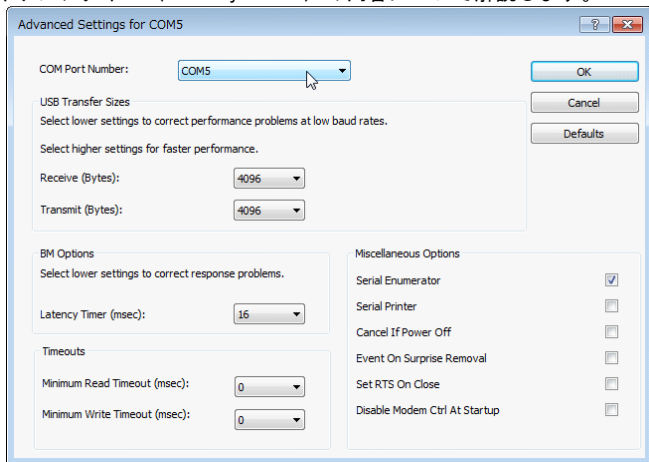 Advanced Settings for COM5
COM Port Number:
COM5
OK
Cancel
Defaults
USB Transfer Sizes
Select lower settings to correct performance problems at low baud rates.
Select higher settings for faster performance.
Receive (Bytes):
4096
Transmit (Bytes):
4096
BM Options
Select lower settings to correct response problems.
Latency Timer (msec):
16
Timeouts
Minimum Read Timeout (msec):
0
Minimum Write Timeout (msec):
0
Miscellaneous Options
Serial Enumerator
Serial Printer
Cancel If Power Off
Event On Surprise Removal
Set RTS On Close
Disable Modem Ctrl At Startup